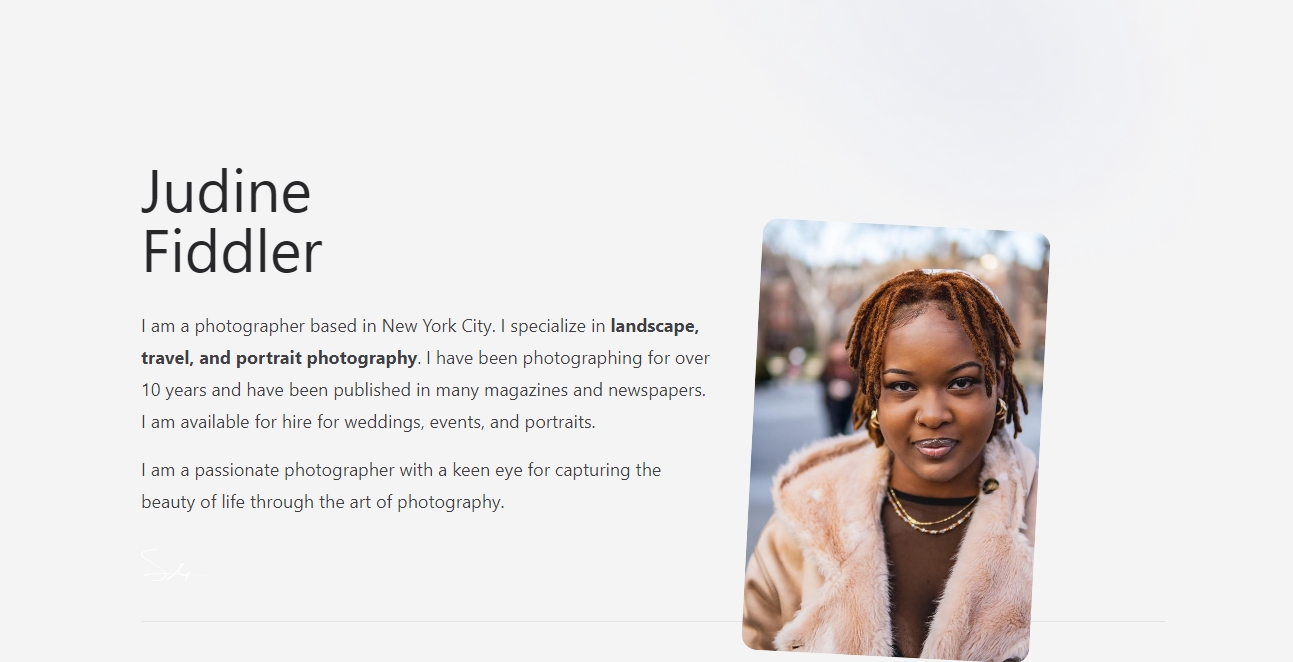 Judine
Fiddler
I am a photographer based in New York City. I specialize in landscape,
travel, and portrait photography. I have been photographing for over
10 years and have been published in many magazines and newspapers.
I am available for hire for weddings, events, and portraits.
I am a passionate photographer with a keen eye for capturing the
beauty of life through the art of photography.